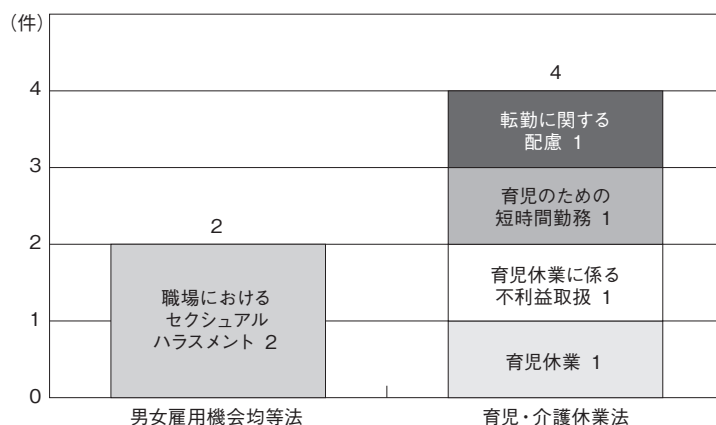 (件)
4
3
2
1
0
2
職場における
セクシュアル
ハラスメント 2
4
転勤に関する
配慮 1
育児のための
短時間勤務 1
育児休業に係る
不利益取扱 1
育児休業 1
男女雇用機会均等法
育児・介護休業法